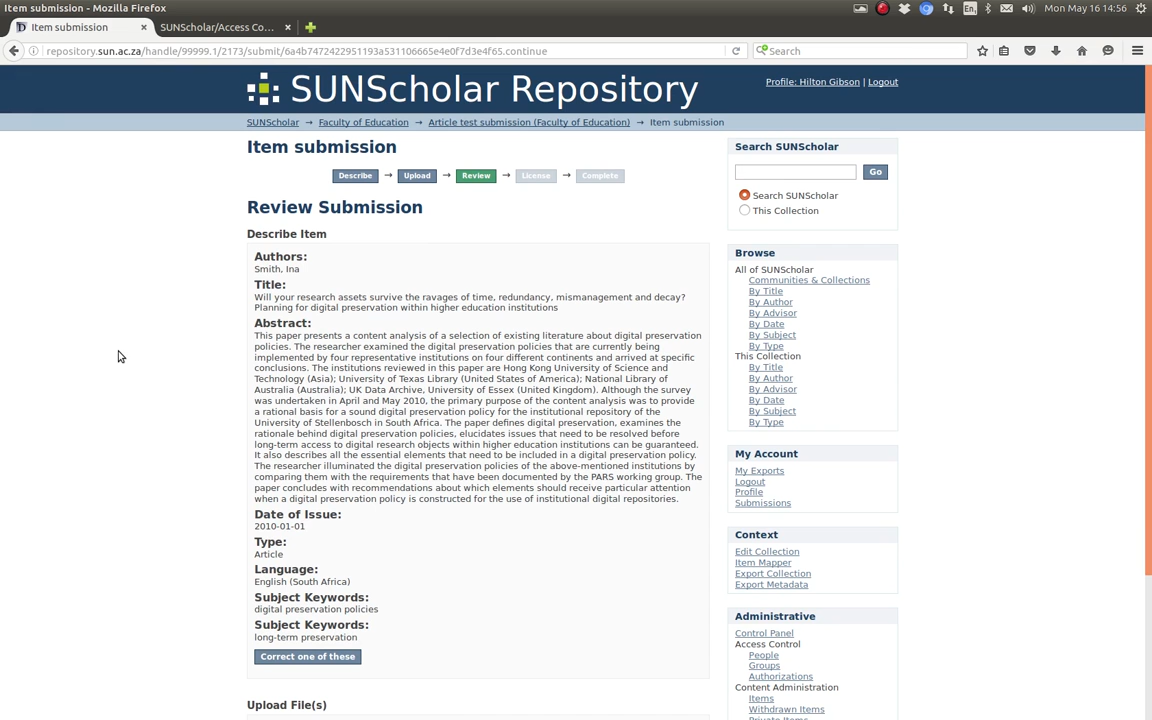 Item submission - Mozilla Firefox
En
Mon May 16 14:56
Item submission
SUNScholar/Access Co...
repository.sun.ac.za/handle/99999.1/2173/submit/6a4b7472422951193a531106665e4e0f7d3e4f65.continue
Search
SUNScholar Repository
Profile: Hilton Gibson | Logout
SUNScholar → Faculty of Education → Article test submission (Faculty of Education) → Item submission
Item submission
Describe → Upload → Review → License → Complete
Review Submission
Describe Item
Authors:
Smith, Ina
Title:
Will your research assets survive the ravages of time, redundancy, mismanagement and decay?
Planning for digital preservation within higher education institutions
Abstract:
This paper presents a content analysis of a selection of existing literature about digital preservation
policies. The researcher examined the digital preservation policies that are currently being
implemented by four representative institutions on four different continents and arrived at specific
conclusions. The institutions reviewed in this paper are Hong Kong University of Science and
Technology (Asia); University of Texas Library (United States of America); National Library of
Australia (Australia); UK Data Archive, University of Essex (United Kingdom). Although the survey
was undertaken in April and May 2010, the primary purpose of the content analysis was to provide
a rational basis for a sound digital preservation policy for the institutional repository of the
University of Stellenbosch in South Africa. The paper defines digital preservation, examines the
rationale behind digital preservation policies, elucidates issues that need to be resolved before
long-term access to digital research objects within higher education institutions can be guaranteed.
It also describes all the essential elements that need to be included in a digital preservation policy.
The researcher illuminated the digital preservation policies of the above-mentioned institutions by
comparing them with the requirements that have been documented by the PARS working group. The
paper concludes with recommendations about which elements should receive particular attention
when a digital preservation policy is constructed for the use of institutional digital repositories.
Date of Issue:
2010-01-01
Type:
Article
Language:
English (South Africa)
Subject Keywords:
digital preservation policies
Subject Keywords:
long-term preservation
Correct one of these
Upload File(s)
Search SUNScholar
Go
Search SUNScholar
This Collection
Browse
All of SUNScholar
Communities & Collections
By Title
By Author
By Advisor
By Date
By Subject
By Type
This Collection
By Title
By Author
By Advisor
By Date
By Subject
By Type
My Account
My Exports
Logout
Profile
Submissions
Context
Edit Collection
Item Mapper
Export Collection
Export Metadata
Administrative
Control Panel
Access Control
People
Groups
Authorizations
Content Administration
Items
Withdrawn Items
Private Items